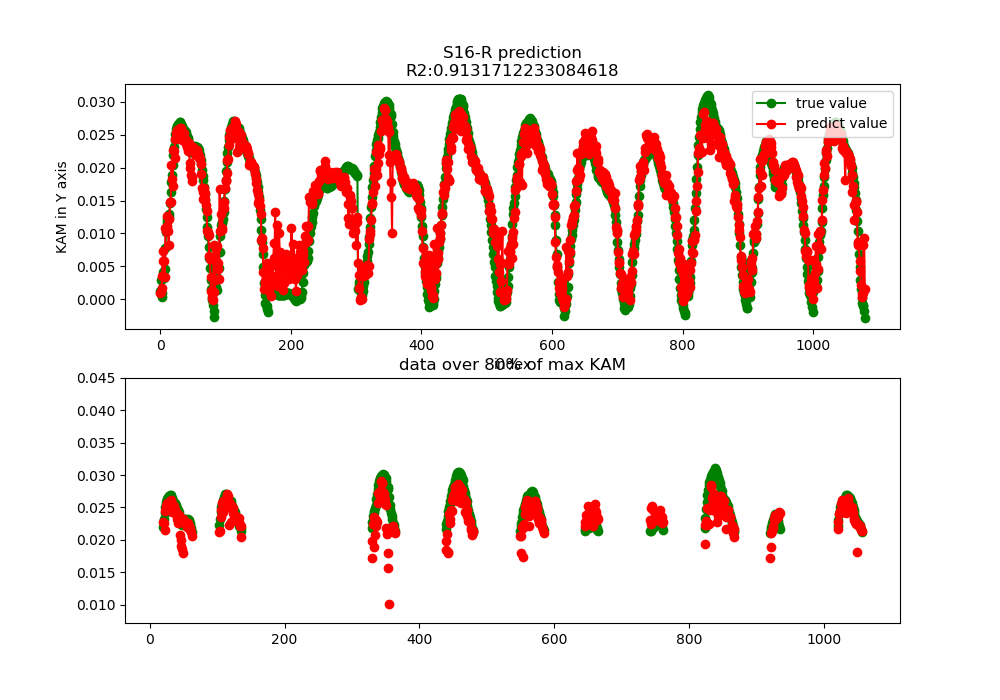 S16-R prediction
R2:0.9131712233084618
true value
predict value
KAM in Y axis
0.030
0.025
0.020
0.015
0.010
0.005
0.000
0 200 400 600 800 1000
index
data over 80% of max KAM
0.045
0.040
0.035
0.030
0.025
0.020
0.015
0.010
0 200 400 600 800 1000